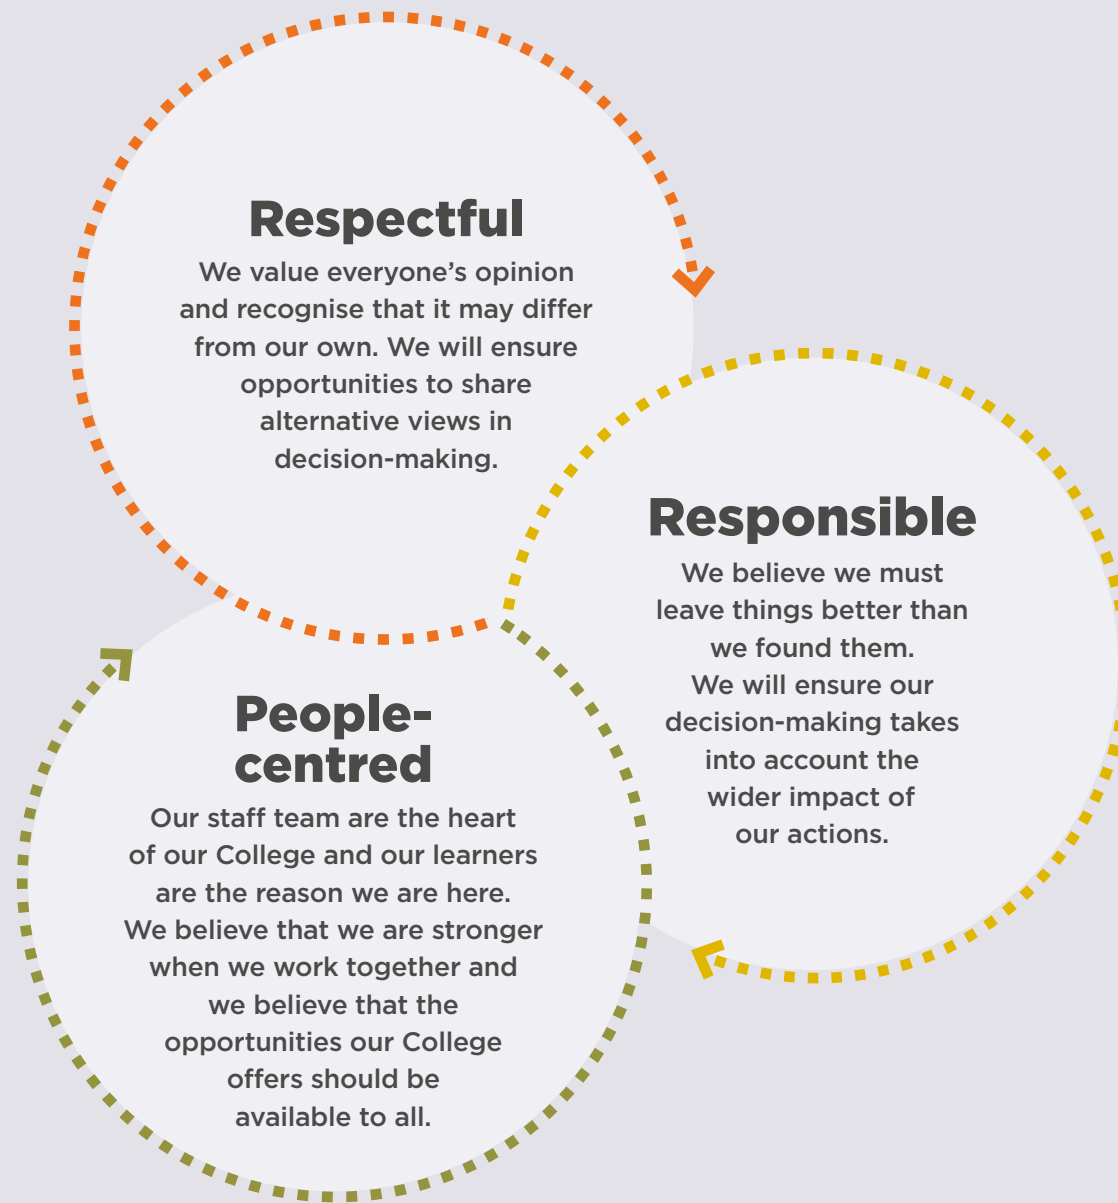 Respectful
We value everyone’s opinion
and recognise that it may differ
from our own. We will ensure
opportunities to share
alternative views in
decision-making.
Responsible
We believe we must
leave things better than
we found them.
We will ensure our
decision-making takes
into account the
wider impact of
our actions.
People-
centred
Our staff team are the heart
of our College and our learners
are the reason we are here.
We believe that we are stronger
when we work together and
we believe that the
opportunities our College
offers should be
available to all.